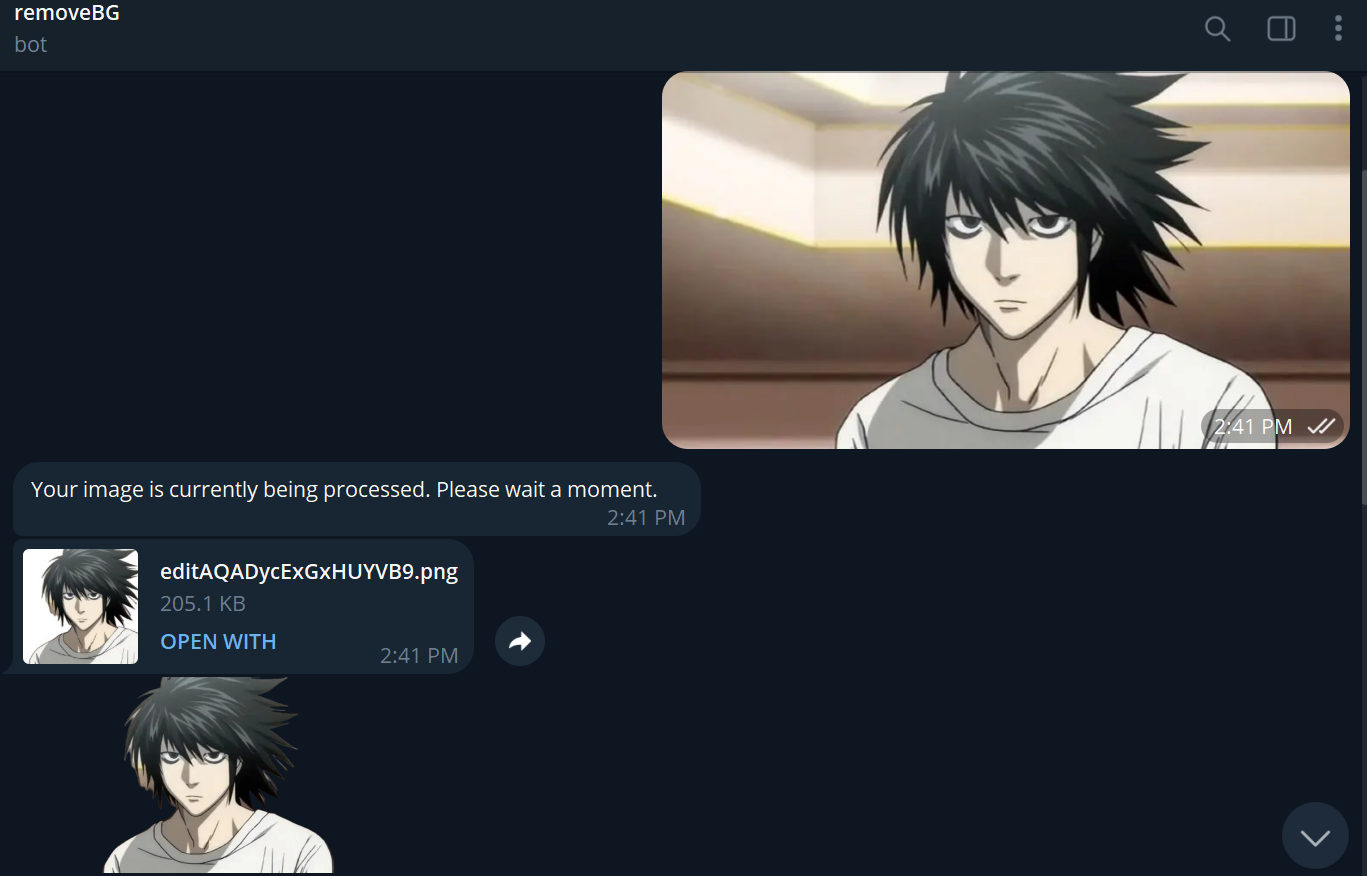 removeBG
bot
2:41 PM
Your image is currently being processed. Please wait a moment.
2:41 PM
editAQADycExGxHUYVB9.png
205.1 KB
OPEN WITH
2:41 PM